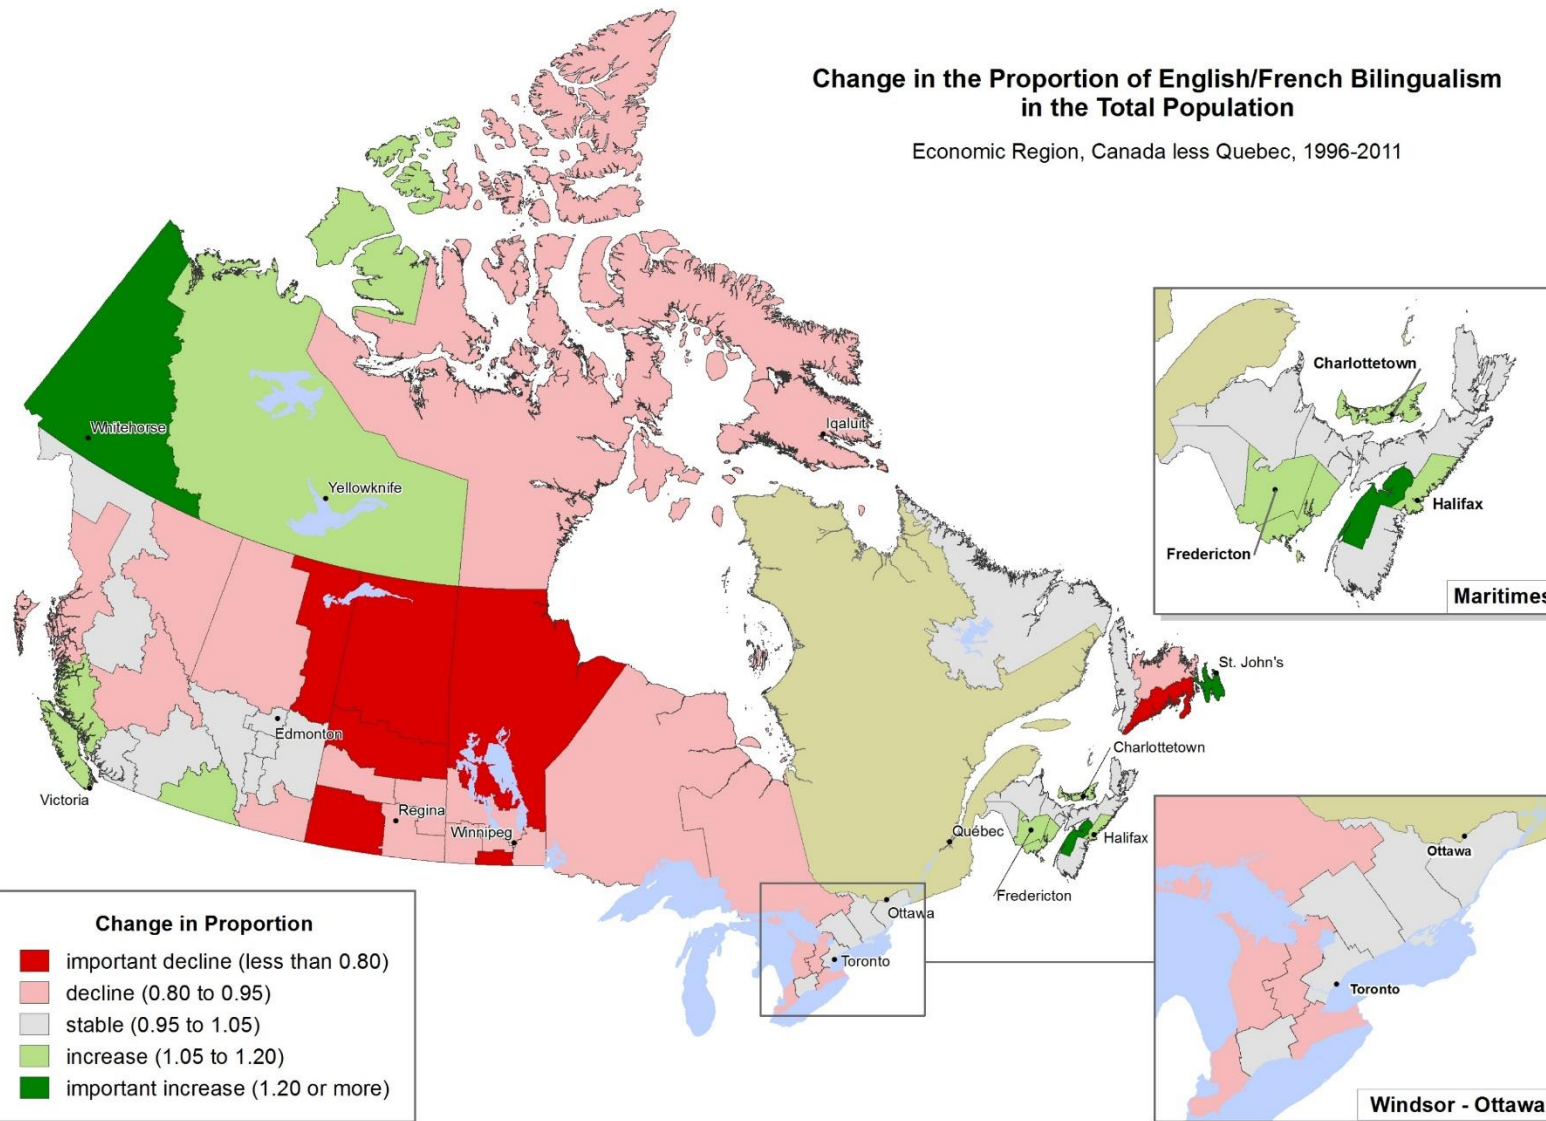 Change in the Proportion of English/French Bilingualism
in the Total Population
Economic Region, Canada less Quebec, 1996-2011
Whitehorse
Yellowknife
Iqaluit
Edmonton
Victoria
Regina
Winnipeg
St. John's
Charlottetown
Québec
Halifax
Fredericton
Ottawa
Toronto
Charlottetown
Halifax
Fredericton
Maritimes
Ottawa
Toronto
Windsor - Ottawa
Change in Proportion
important decline (less than 0.80)
decline (0.80 to 0.95)
stable (0.95 to 1.05)
increase (1.05 to 1.20)
important increase (1.20 or more)